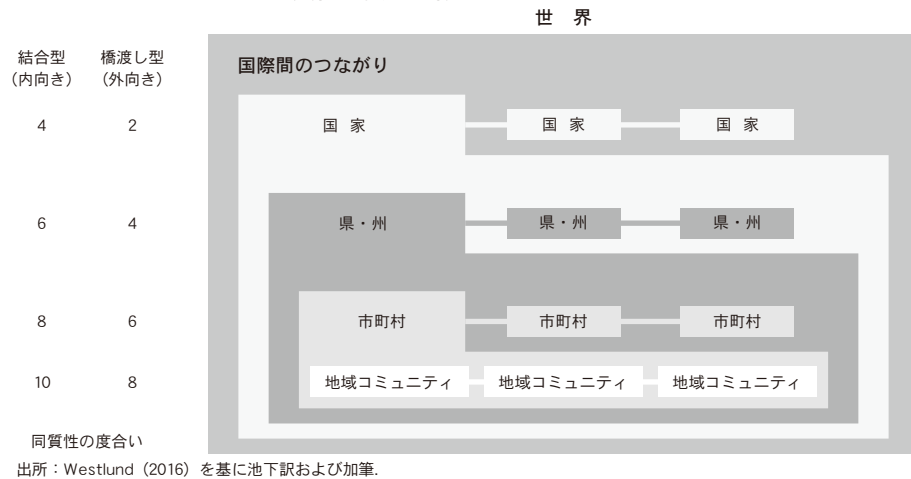 世 界
結合型 橋渡し型
(内向き) (外向き)
国際間のつながり
4 2 国 家 国 家 国 家
6 4 県・州 県・州 県・州
8 6 市町村 市町村 市町村
10 8 地域コミュニティ 地域コミュニティ 地域コミュニティ
同質性の度合い
出所：Westlund（2016）を基に池下訳および加筆.